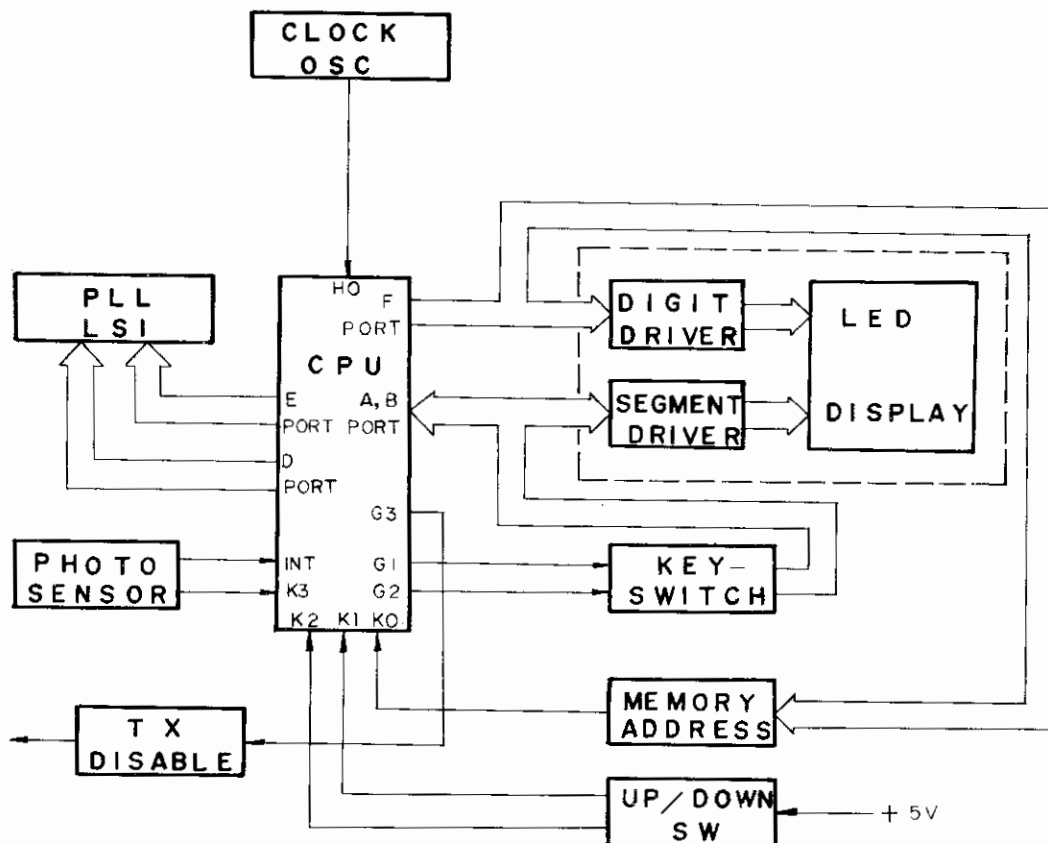 CLOCK
OSC
PLL
LSI
HO
F
PORT
CPU
E
A, B
PORT
PORT
D
PORT
G3
INT
G1
K3
G2
K2 K1 K0
DIGIT
DRIVER
LED
DISPLAY
SEGMENT
DRIVER
PHOTO
SENSOR
KEY-
SWITCH
TX
DISABLE
MEMORY
ADDRESS
UP/DOWN
SW
+ 5V